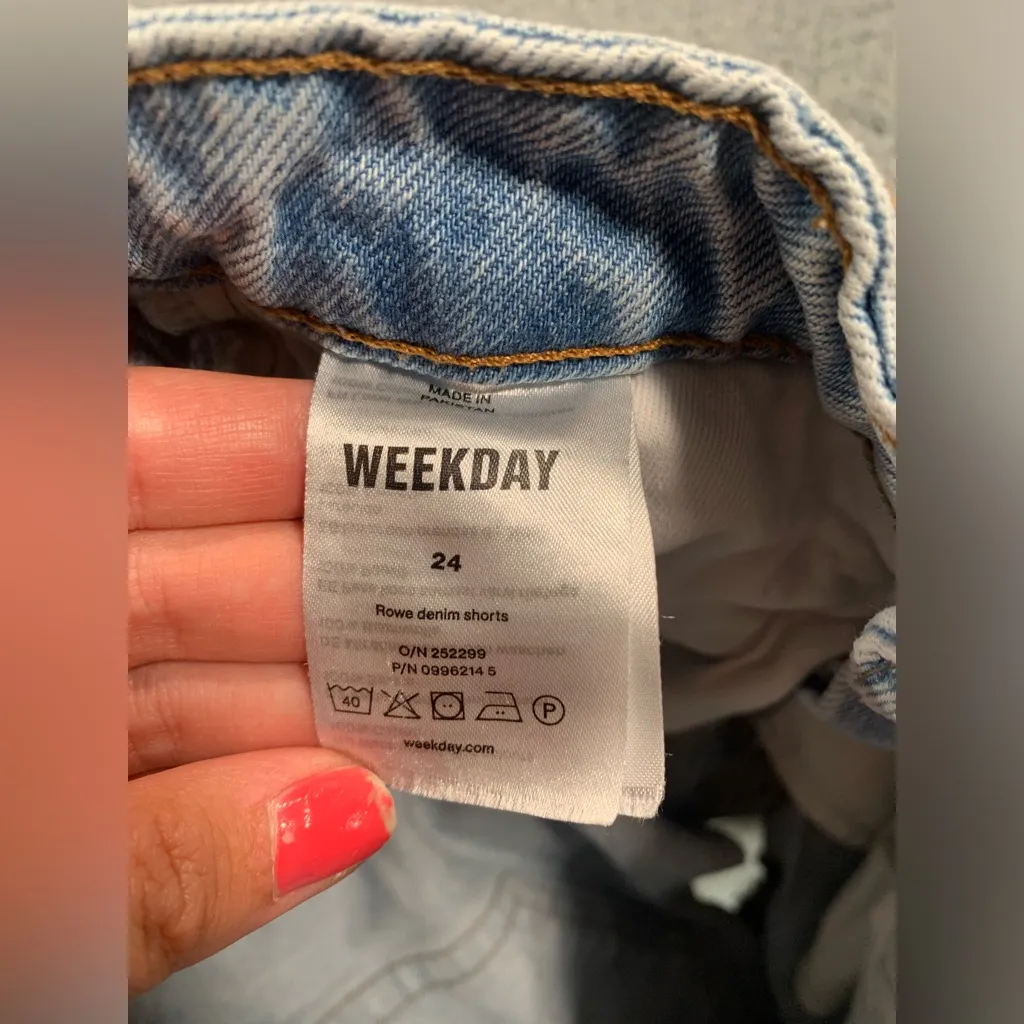 MADE IN
PAKISTAN
WEEKDAY
24
Rowe denim shorts
O/N 252299
P/N 0996214 5
40
P
weekday.com